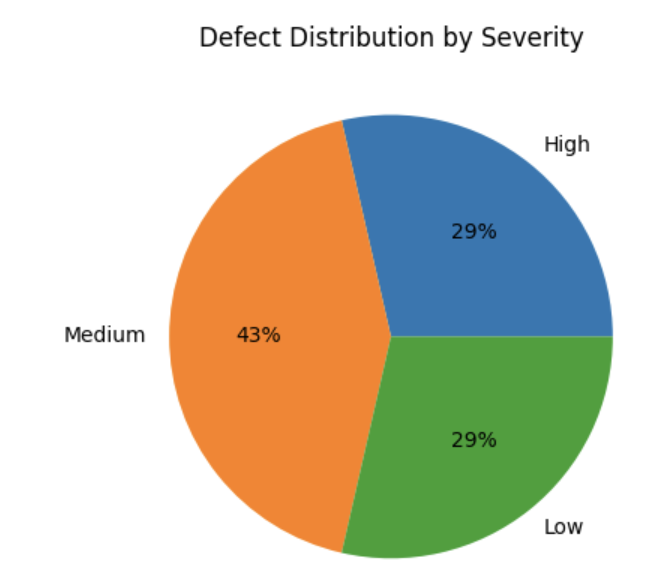 Defect Distribution by Severity
High
29%
Medium
43%
29%
Low